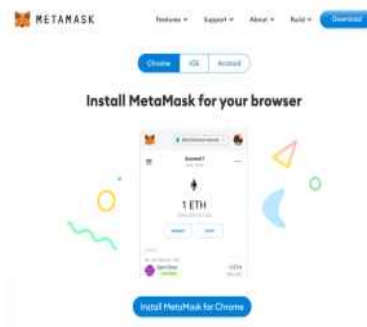 METAMASK
Features Support About Build Download
Chrome iOS Android
Install MetaMask for your browser
Account 1
1 ETH
Install MetaMask for Chrome